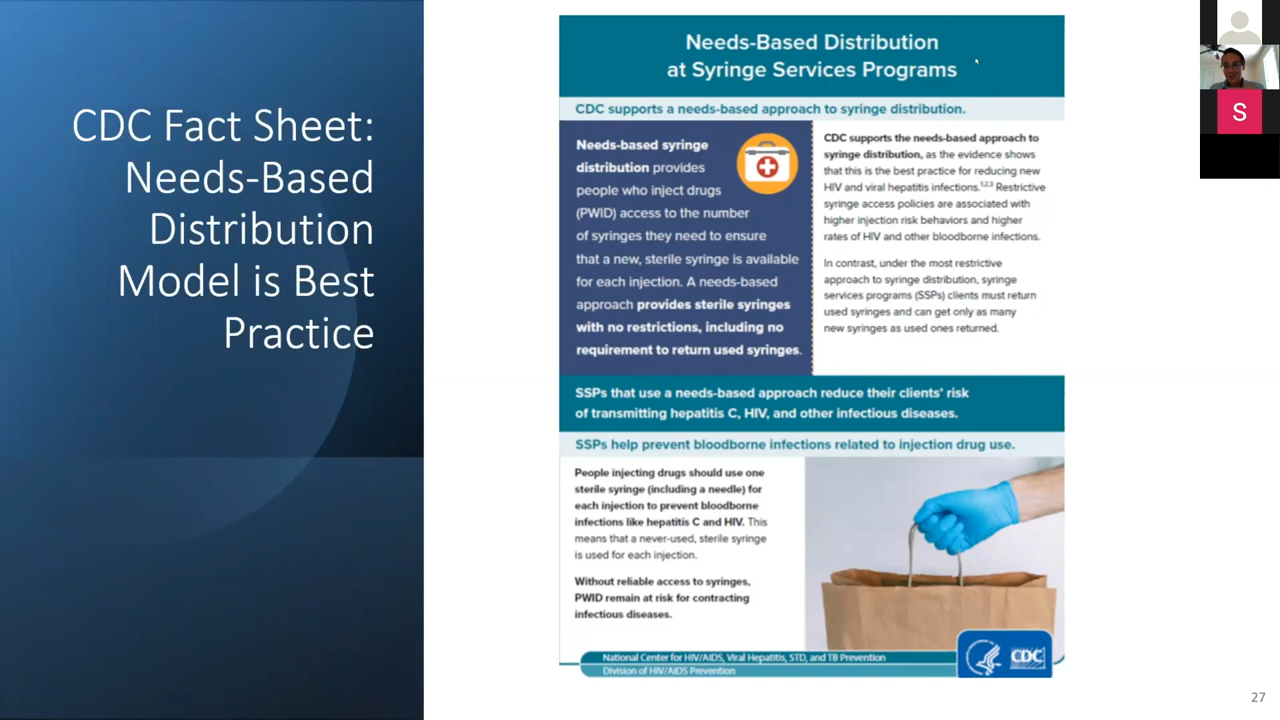 CDC Fact Sheet:
Needs-Based
Distribution
Model is Best
Practice
Needs-Based Distribution
at Syringe Services Programs
CDC supports a needs-based approach to syringe distribution.
Needs-based syringe
distribution provides
people who inject drugs
(PWID) access to the number
of syringes they need to ensure
that a new, sterile syringe is available
for each injection. A needs-based
approach provides sterile syringes
with no restrictions, including no
requirement to return used syringes.
CDC supports the needs-based approach to
syringe distribution, as the evidence shows
that this is the best practice for reducing new
HIV and viral hepatitis infections.1,2,3 Restrictive
syringe access policies are associated with
higher injection risk behaviors and higher
rates of HIV and other bloodborne infections.
In contrast, under the most restrictive
approach to syringe distribution, syringe
services programs (SSPs) clients must return
used syringes and can get only as many
new syringes as used ones returned.
SSPs that use a needs-based approach reduce their clients' risk
of transmitting hepatitis C, HIV, and other infectious diseases.
SSPs help prevent bloodborne infections related to injection drug use.
People injecting drugs should use one
sterile syringe (including a needle) for
each injection to prevent bloodborne
infections like hepatitis C and HIV. This
means that a never-used, sterile syringe
is used for each injection.
Without reliable access to syringes,
PWID remain at risk for contracting
infectious diseases.
National Center for HIV/AIDS, Viral Hepatitis, STD, and TB Prevention
Division of HIV/AIDS Prevention
CDC
S
27